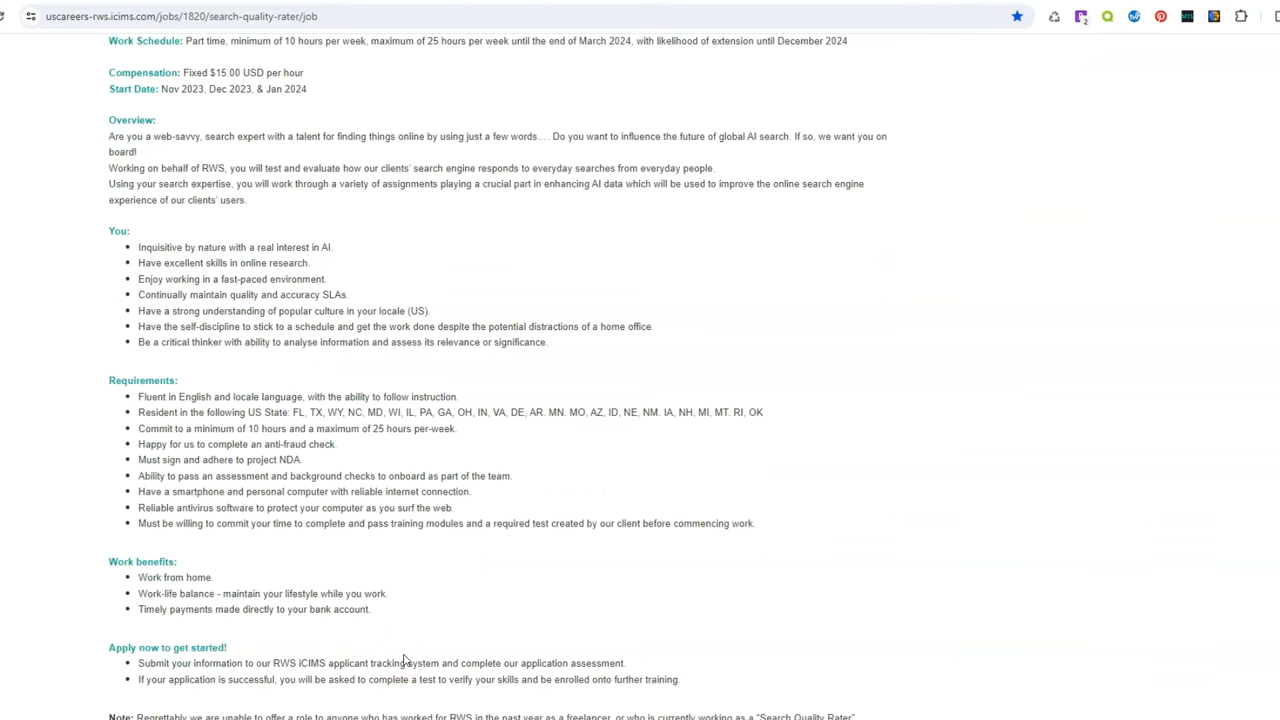 uscareers-rws.icims.com/jobs/1820/search-quality-rater/job
Work Schedule: Part time, minimum of 10 hours per week, maximum of 25 hours per week until the end of March 2024, with likelihood of extension until December 2024
Compensation: Fixed $15.00 USD per hour
Start Date: Nov 2023, Dec 2023, & Jan 2024
Overview:
Are you a web-savvy, search expert with a talent for finding things online by using just a few words…. Do you want to influence the future of global AI search. If so, we want you on
board!
Working on behalf of RWS, you will test and evaluate how our clients' search engine responds to everyday searches from everyday people.
Using your search expertise, you will work through a variety of assignments playing a crucial part in enhancing AI data which will be used to improve the online search engine
experience of our clients' users.
You:
• Inquisitive by nature with a real interest in AI.
• Have excellent skills in online research.
• Enjoy working in a fast-paced environment.
• Continually maintain quality and accuracy SLAs.
• Have a strong understanding of popular culture in your locale (US).
• Have the self-discipline to stick to a schedule and get the work done despite the potential distractions of a home office.
• Be a critical thinker with ability to analyse information and assess its relevance or significance.
Requirements:
• Fluent in English and locale language, with the ability to follow instruction.
• Resident in the following US State: FL, TX, WY, NC, MD, WI, IL, PA, GA, OH, IN, VA, DE, AR. MN. MO, AZ, ID, NE, NM. IA, NH, MI, MT. RI, OK
• Commit to a minimum of 10 hours and a maximum of 25 hours per-week.
• Happy for us to complete an anti-fraud check.
• Must sign and adhere to project NDA.
• Ability to pass an assessment and background checks to onboard as part of the team.
• Have a smartphone and personal computer with reliable internet connection.
• Reliable antivirus software to protect your computer as you surf the web.
• Must be willing to commit your time to complete and pass training modules and a required test created by our client before commencing work.
Work benefits:
• Work from home.
• Work-life balance - maintain your lifestyle while you work.
• Timely payments made directly to your bank account.
Apply now to get started!
• Submit your information to our RWS iCIMS applicant tracking system and complete our application assessment.
• If your application is successful, you will be asked to complete a test to verify your skills and be enrolled onto further training.
Note: Regrettably we are unable to offer a role to anyone who has worked for RWS in the past year as a freelancer, or who is currently working as a "Search Quality Rater"